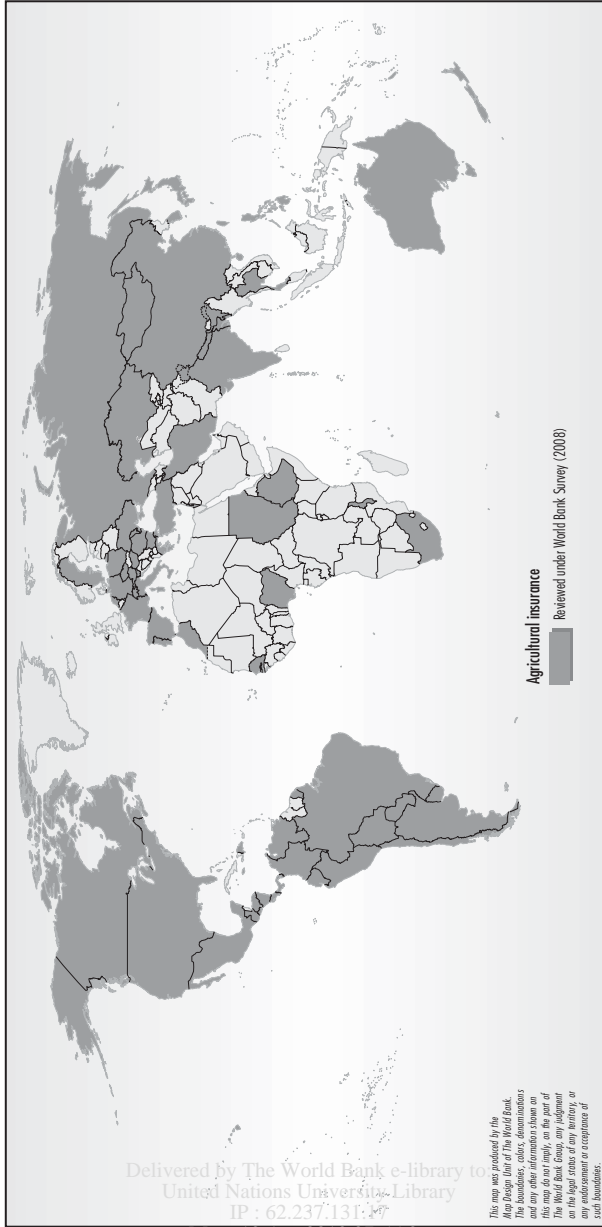 Agricultural insurance
Reviewed under World Bank Survey (2008)
This map was produced by the
Map Design Unit of The World Bank.
The boundaries, colors, denominations
and any other information shown on
this map do not imply, on the part of
The World Bank Group, any judgment
on the legal status of any territory, or
any endorsement or acceptance of
such boundaries.
Delivered by The World Bank e-library to:
United Nations University Library
IP : 62.237.131.17